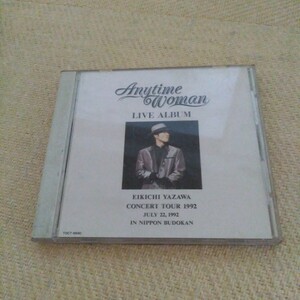 Anytime
Woman
LIVE ALBUM
EIKICHI YAZAWA
CONCERT TOUR 1992
JULY 22, 1992
IN NIPPON BUDOKAN